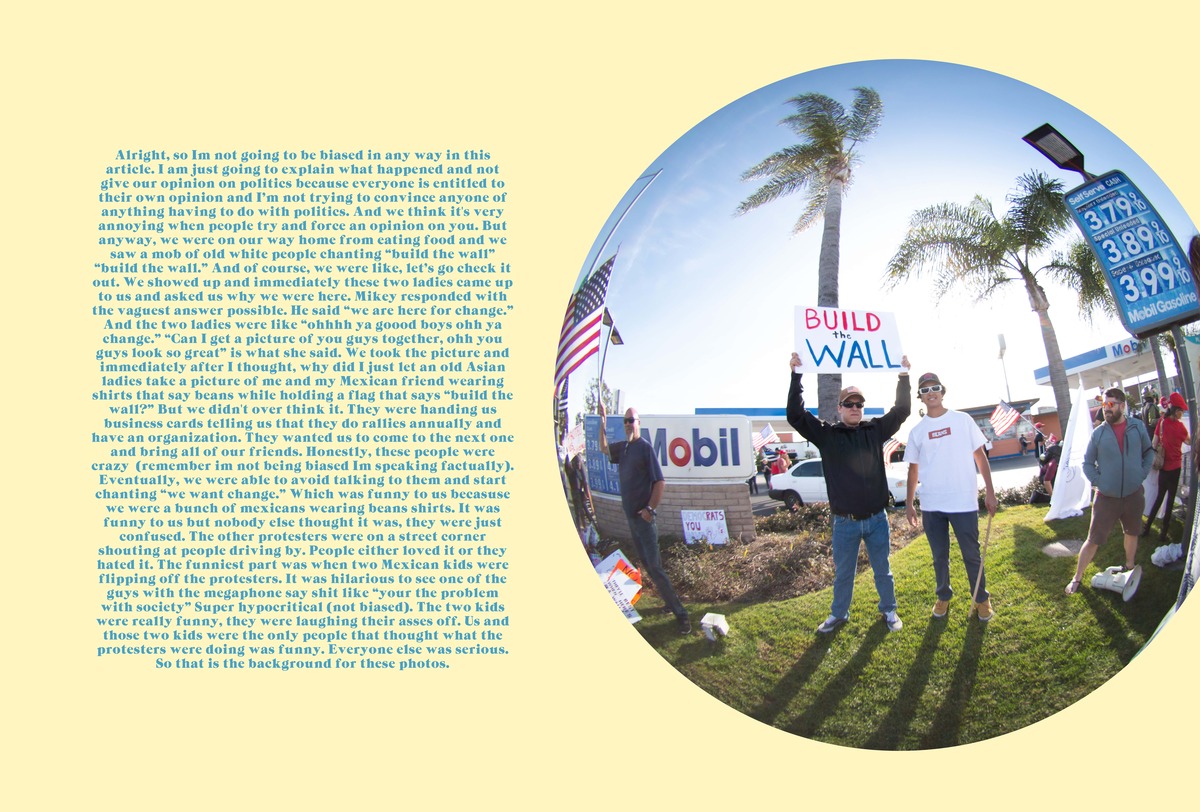 Alright, so Im not going to be biased in any way in this
article. I am just going to explain what happened and not
give our opinion on politics because everyone is entitled to
their own opinion and I'm not trying to convince anyone of
anything having to do with politics. And we think it's very
annoying when people try and force an opinion on you. But
anyway, we were on our way home from eating food and we
saw a mob of old white people chanting “build the wall”
“build the wall.” And of course, we were like, let's go check it
out. We showed up and immediately these two ladies came up
to us and asked us why we were here. Mikey responded with
the vaguest answer possible. He said “we are here for change.”
And the two ladies were like “ohhhh ya goood boys ohh ya
change.” “Can I get a picture of you guys together, ohh you
guys look so great” is what she said. We took the picture and
immediately after I thought, why did I just let an old Asian
ladies take a picture of me and my Mexican friend wearing
shirts that say beans while holding a flag that says “build the
wall?” But we didn't over think it. They were handing us
business cards telling us that they do rallies annually and
have an organization. They wanted us to come to the next one
and bring all of our friends. Honestly, these people were
crazy (remember im not being biased Im speaking factually).
Eventually, we were able to avoid talking to them and start
chanting “we want change.” Which was funny to us becasuse
we were a bunch of mexicans wearing beans shirts. It was
funny to us but nobody else thought it was, they were just
confused. The other protesters were on a street corner
shouting at people driving by. People either loved it or they
hated it. The funniest part was when two Mexican kids were
flipping off the protesters. It was hilarious to see one of the
guys with the megaphone say shit like “your the problem
with society” Super hypocritical (not biased). The two kids
were really funny, they were laughing their asses off. Us and
those two kids were the only people that thought what the
protesters were doing was funny. Everyone else was serious.
So that is the background for these photos.
BUILD
the
WALL
Self Serve CASH
3.79 9/10
3.89 9/10
3.99 9/10
Mobil Gasoline
Mobil
Mob
BEANS
DEMOCRATS
YOU